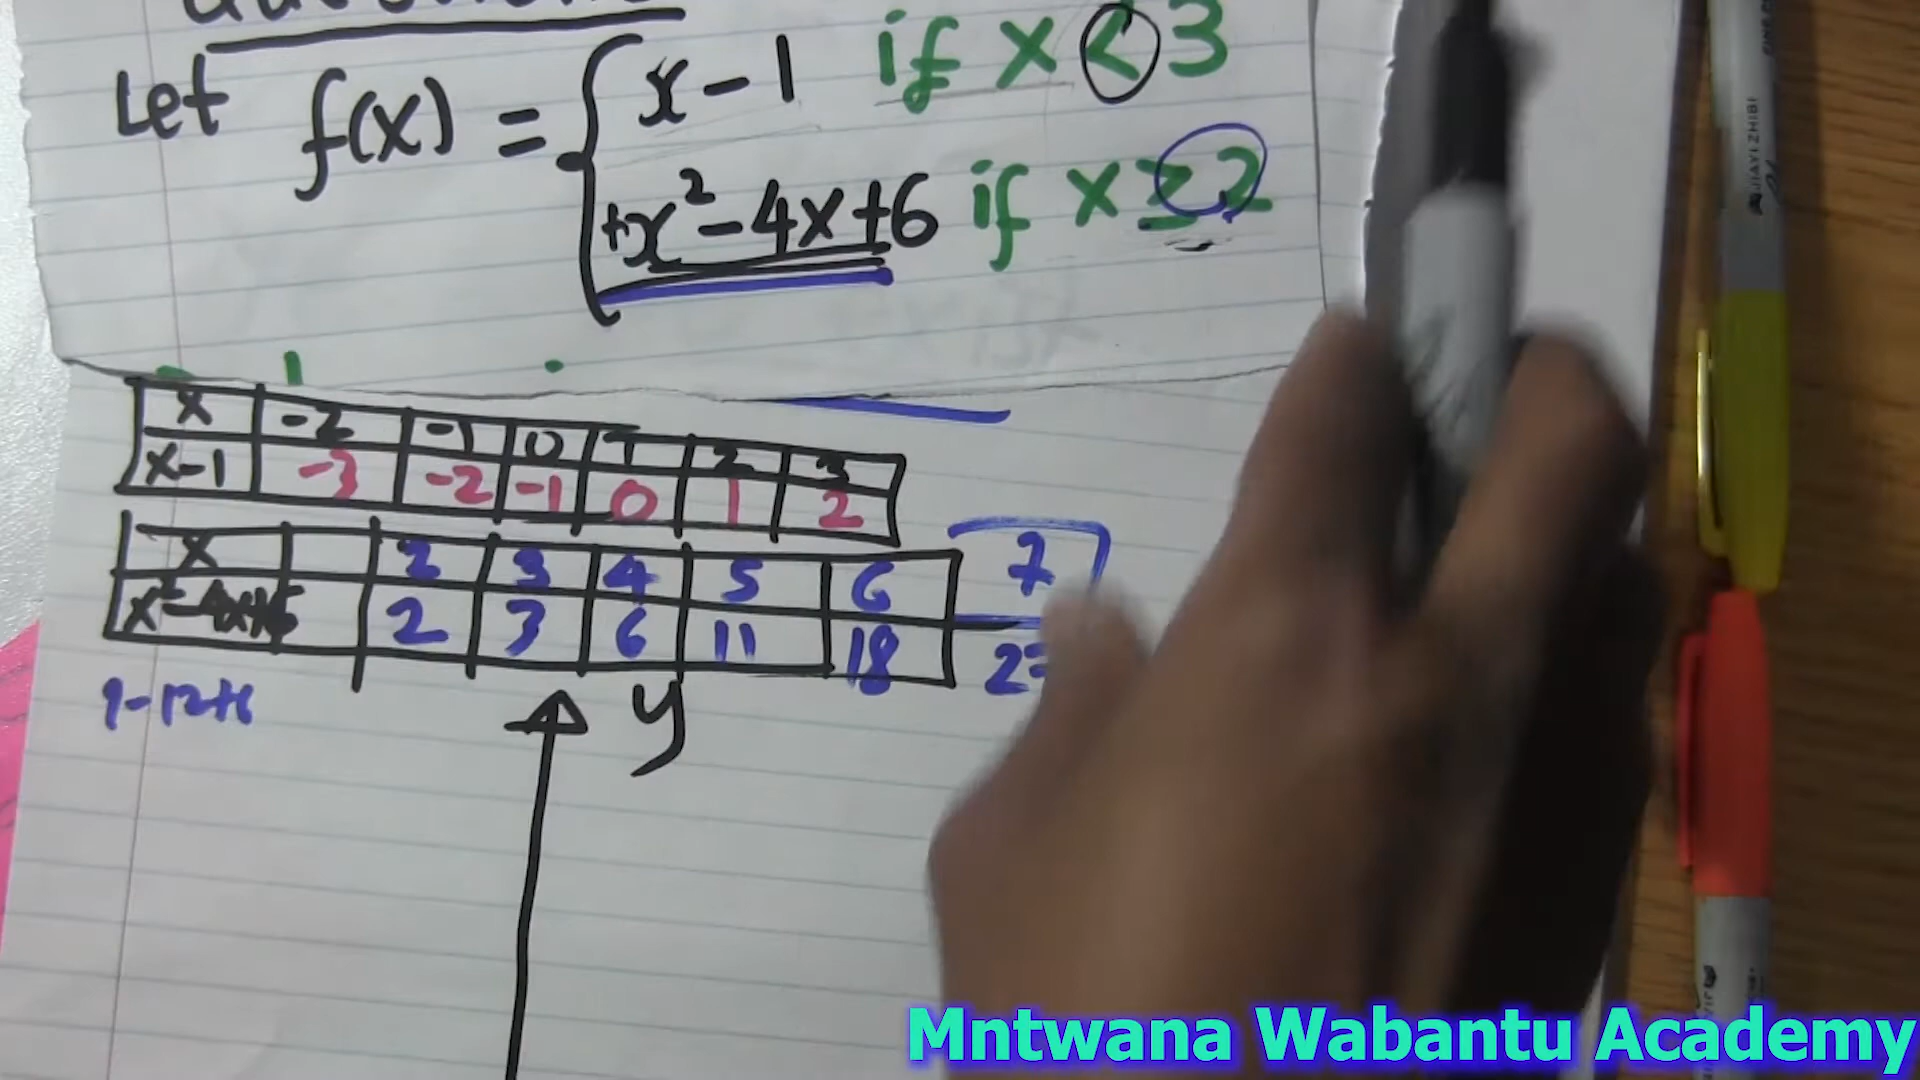 Let f(x) = { x - 1 if x < 3
+x² - 4x + 6 if x ≥ 2
x -2 -1 0 1 2 3
x-1 -3 -2 -1 0 1 2
x 2 3 4 5 6 7
x²-4x+6 2 3 6 11 18
9-12+6
y
JIAYI ZHIBI
Mntwana Wabantu Academy